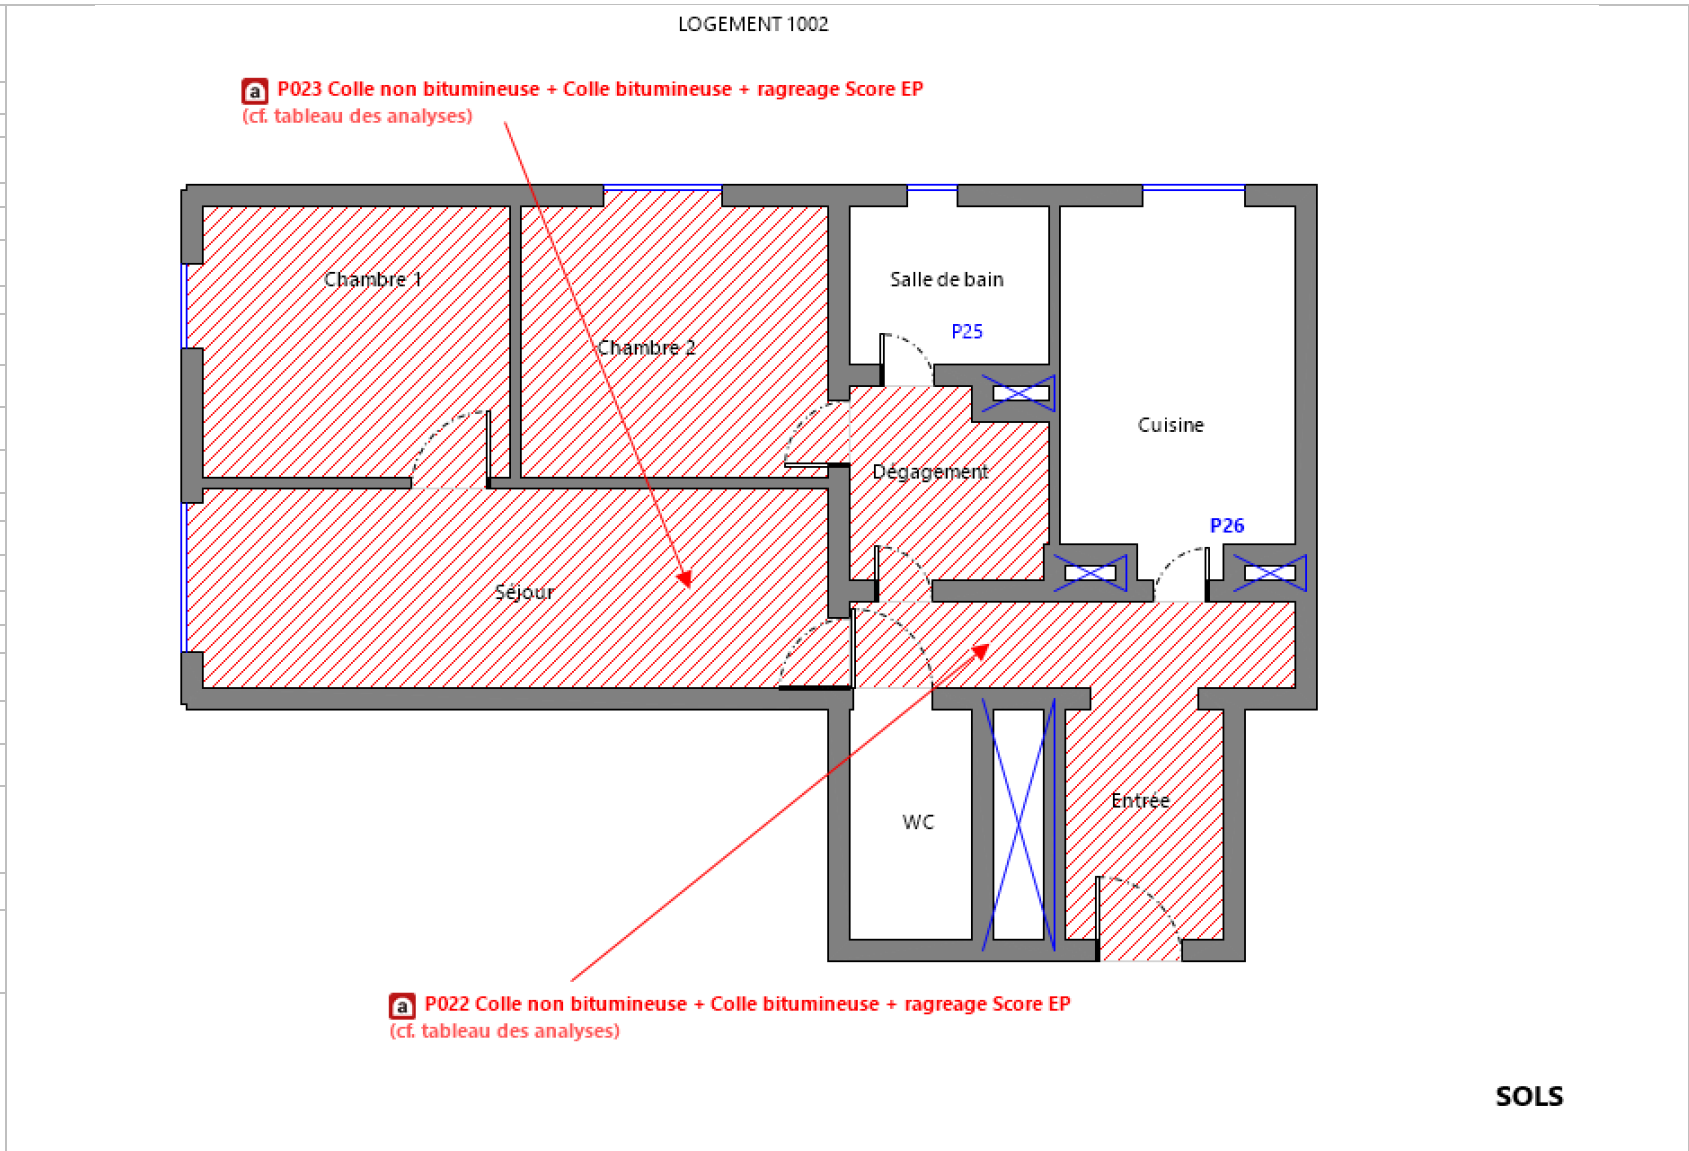 LOGEMENT 1002
a P023 Colle non bitumineuse + Colle bitumineuse + ragreage Score EP
(cf. tableau des analyses)
Chambre 1
Salle de bain
P25
Chambre 2
Cuisine
Dégagement
P26
Séjour
Entrée
WC
a P022 Colle non bitumineuse + Colle bitumineuse + ragreage Score EP
(cf. tableau des analyses)
SOLS